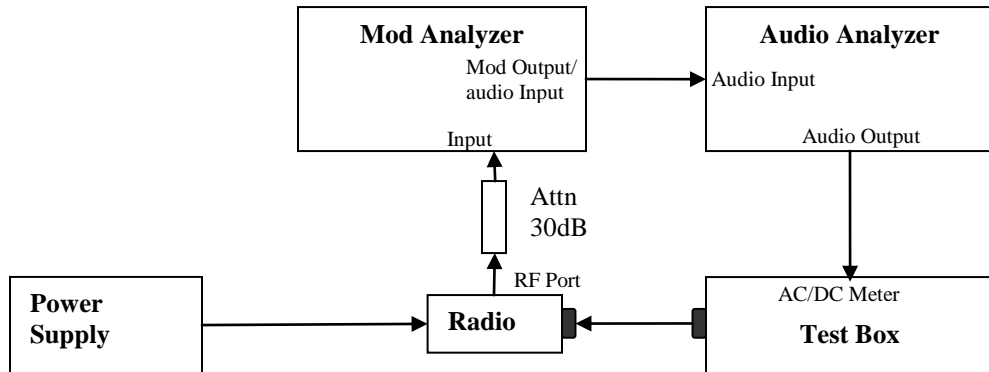 Mod Analyzer
Mod Output/
audio Input
Input
Audio Analyzer
Audio Input
Audio Output
Attn
30dB
RF Port
Power
Supply
Radio
AC/DC Meter
Test Box